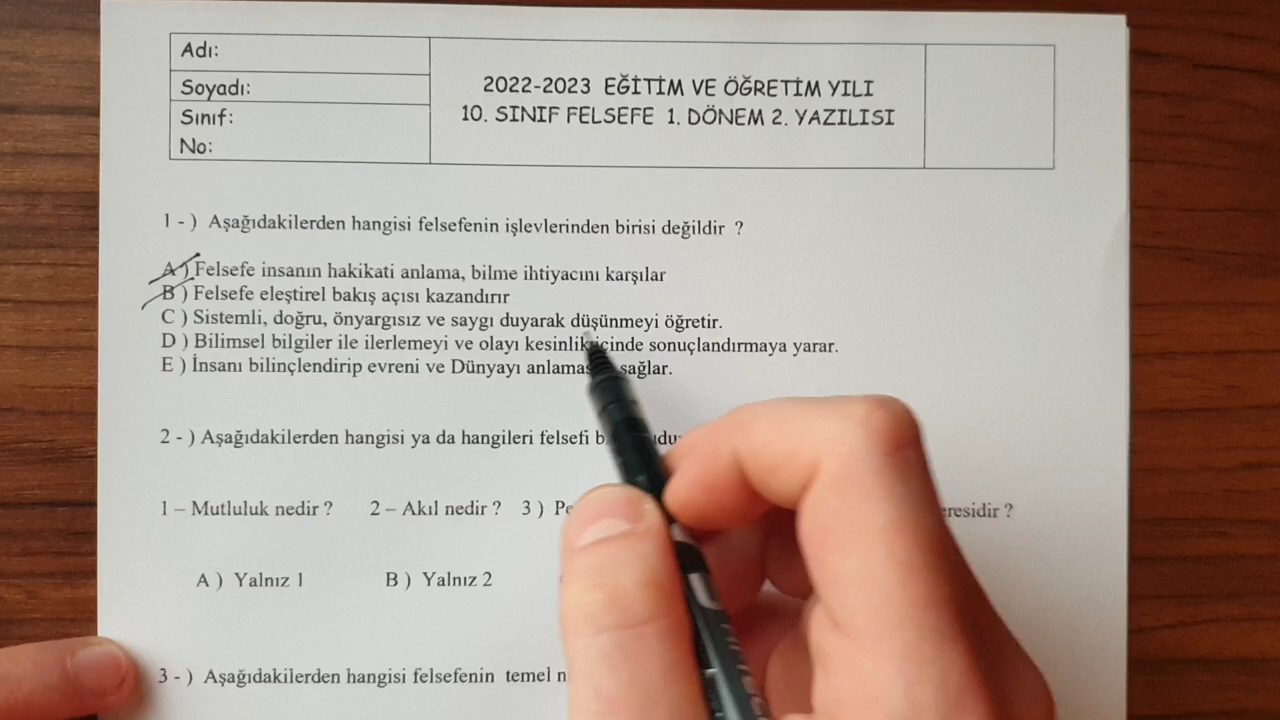 Adı:
Soyadı:
Sınıf:
No:
2022-2023 EĞİTİM VE ÖĞRETİM YILI
10. SINIF FELSEFE 1. DÖNEM 2. YAZILISI
1 - ) Aşağıdakilerden hangisi felsefenin işlevlerinden birisi değildir ?
A ) Felsefe insanın hakikati anlama, bilme ihtiyacını karşılar
B ) Felsefe eleştirel bakış açısı kazandırır
C ) Sistemli, doğru, önyargısız ve saygı duyarak düşünmeyi öğretir.
D ) Bilimsel bilgiler ile ilerlemeyi ve olayı kesinlik içinde sonuçlandırmaya yarar.
E ) İnsanı bilinçlendirip evreni ve Dünyayı anlamas sağlar.
2 - ) Aşağıdakilerden hangisi ya da hangileri felsefi
1 – Mutluluk nedir ? 2 – Akıl nedir ? 3 ) eresidir ?
A ) Yalnız 1 B ) Yalnız 2
3 - ) Aşağıdakilerden hangisi felsefenin temel